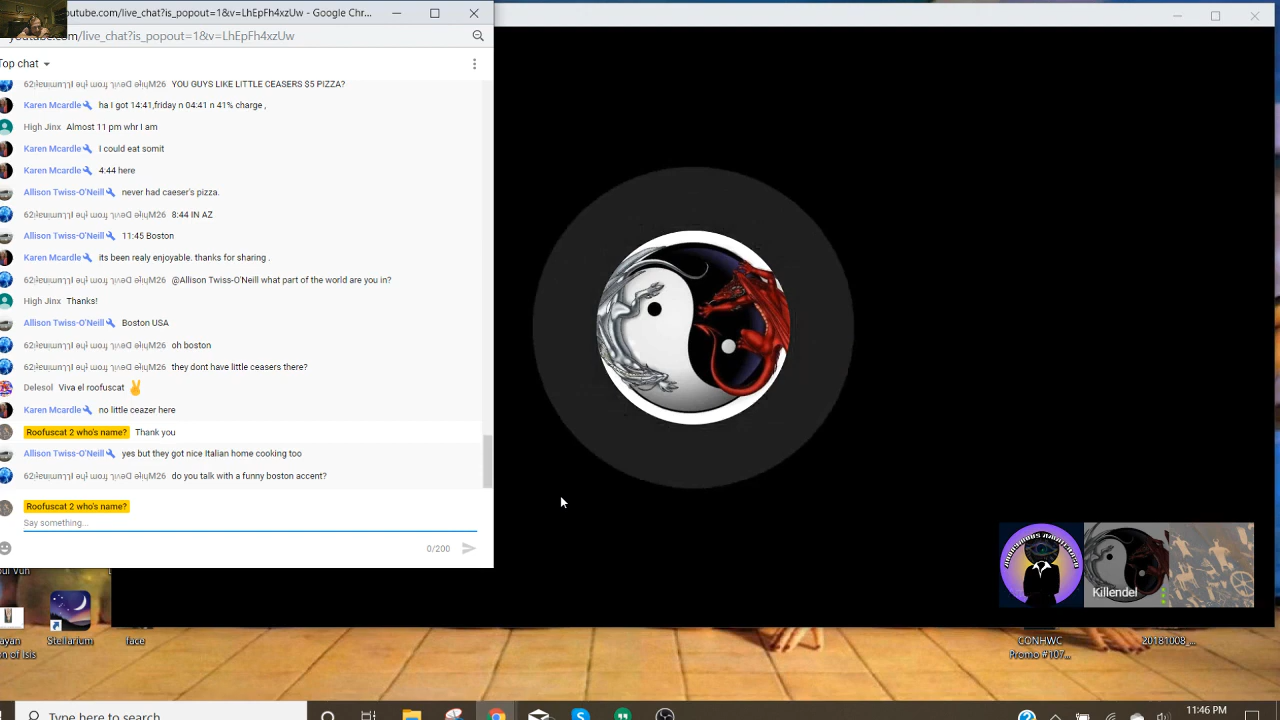 youtube.com/live_chat?is_popout=1&v=LhEpFh4xzUw - Google Chr...
youtube.com/live_chat?is_popout=1&v=LhEpFh4xzUw
Top chat
YOU GUYS LIKE LITTLE CEASERS $5 PIZZA?
Karen Mcardle ha I got 14:41,friday n 04:41 n 41% charge ,
High Jinx Almost 11 pm whr I am
Karen Mcardle I could eat somit
Karen Mcardle 4:44 here
Allison Twiss-O'Neill never had caeser's pizza.
8:44 IN AZ
Allison Twiss-O'Neill 11:45 Boston
Karen Mcardle its been realy enjoyable. thanks for sharing .
@Allison Twiss-O'Neill what part of the world are you in?
High Jinx Thanks!
Allison Twiss-O'Neill Boston USA
oh boston
they dont have little ceasers there?
Delesol Viva el roofuscat ✌
Karen Mcardle no little ceazer here
Roofuscat 2 who's name? Thank you
Allison Twiss-O'Neill yes but they got nice Italian home cooking too
do you talk with a funny boston accent?
Roofuscat 2 who's name?
Say something...
0/200
Killendel
Stellarium
face
CONHWC
Promo #107...
20181008_...
on of Isis
Type here to search
11:46 PM